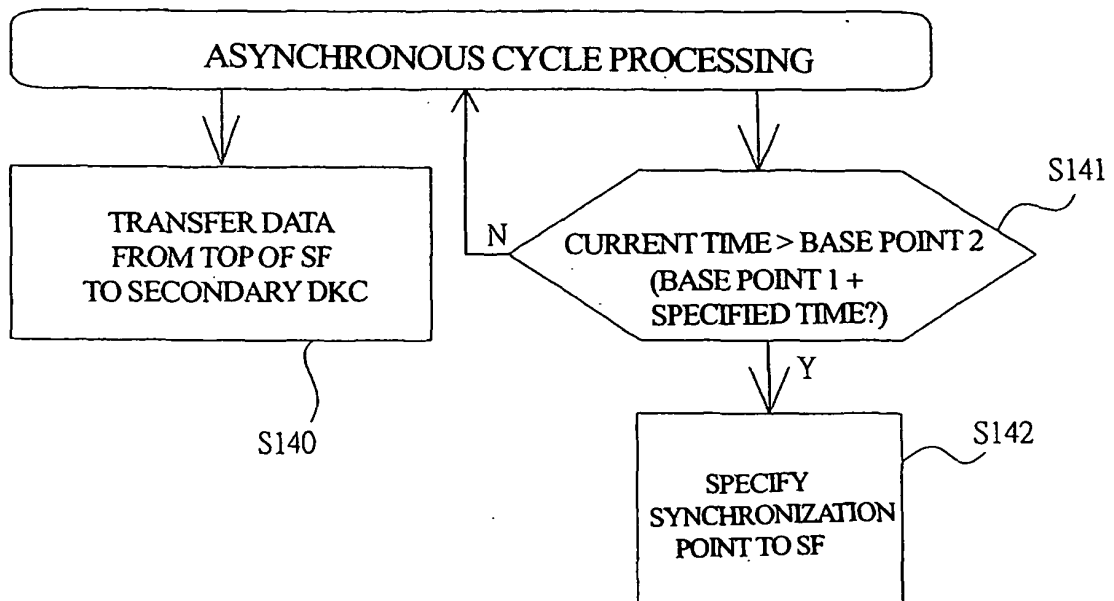 ASYNCHRONOUS CYCLE PROCESSING
TRANSFER DATA
FROM TOP OF SF
TO SECONDARY DKC
S140
N
CURRENT TIME > BASE POINT 2
(BASE POINT 1 +
SPECIFIED TIME?)
S141
Y
SPECIFY
SYNCHRONIZATION
POINT TO SF
S142